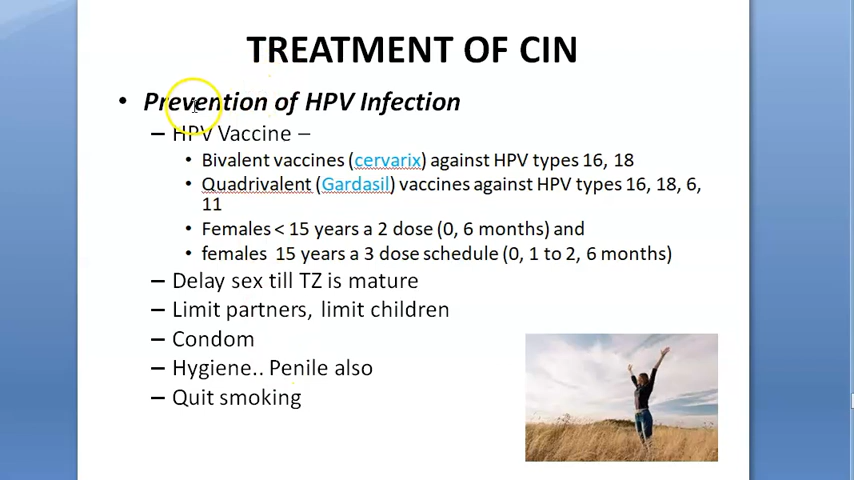 TREATMENT OF CIN
• Prevention of HPV Infection
– HPV Vaccine –
• Bivalent vaccines (cervarix) against HPV types 16, 18
• Quadrivalent (Gardasil) vaccines against HPV types 16, 18, 6,
11
• Females < 15 years a 2 dose (0, 6 months) and
• females 15 years a 3 dose schedule (0, 1 to 2, 6 months)
– Delay sex till TZ is mature
– Limit partners, limit children
– Condom
– Hygiene.. Penile also
– Quit smoking